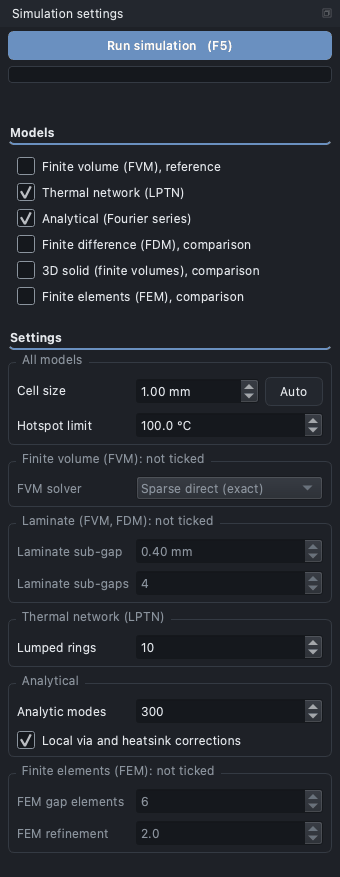 Simulation settings
Run simulation (F5)
Models
Finite volume (FVM), reference
Thermal network (LPTN)
Analytical (Fourier series)
Finite difference (FDM), comparison
3D solid (finite volumes), comparison
Finite elements (FEM), comparison
Settings
All models
Cell size 1.00 mm Auto
Hotspot limit 100.0 °C
Finite volume (FVM): not ticked
FVM solver Sparse direct (exact)
Laminate (FVM, FDM): not ticked
Laminate sub-gap 0.40 mm
Laminate sub-gaps 4
Thermal network (LPTN)
Lumped rings 10
Analytical
Analytic modes 300
Local via and heatsink corrections
Finite elements (FEM): not ticked
FEM gap elements 6
FEM refinement 2.0